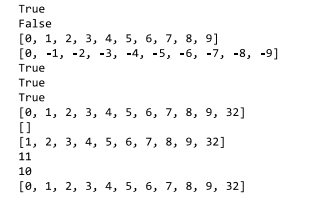 True
False
[0, 1, 2, 3, 4, 5, 6, 7, 8, 9]
[0, -1, -2, -3, -4, -5, -6, -7, -8, -9]
True
True
True
[0, 1, 2, 3, 4, 5, 6, 7, 8, 9, 32]
[]
[1, 2, 3, 4, 5, 6, 7, 8, 9, 32]
11
10
[0, 1, 2, 3, 4, 5, 6, 7, 8, 9, 32]